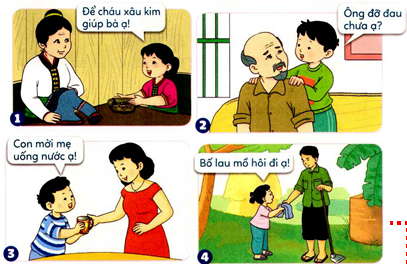 Để cháu xâu kim
giúp bà ạ!
1
Ông đỡ đau
chưa ạ?
2
Con mời mẹ
uống nước ạ!
3
Bố lau mồ hôi đi ạ!
4